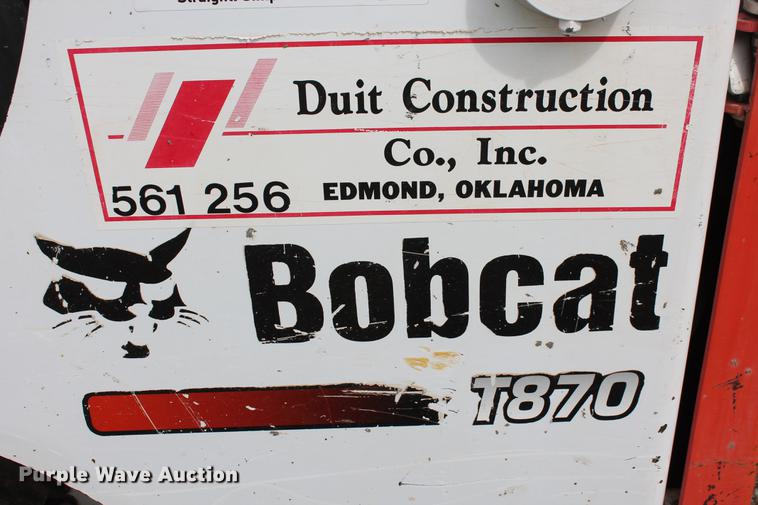 Duit Construction
Co., Inc.
561 256 EDMOND, OKLAHOMA
Bobcat
T870
Purple Wave Auction